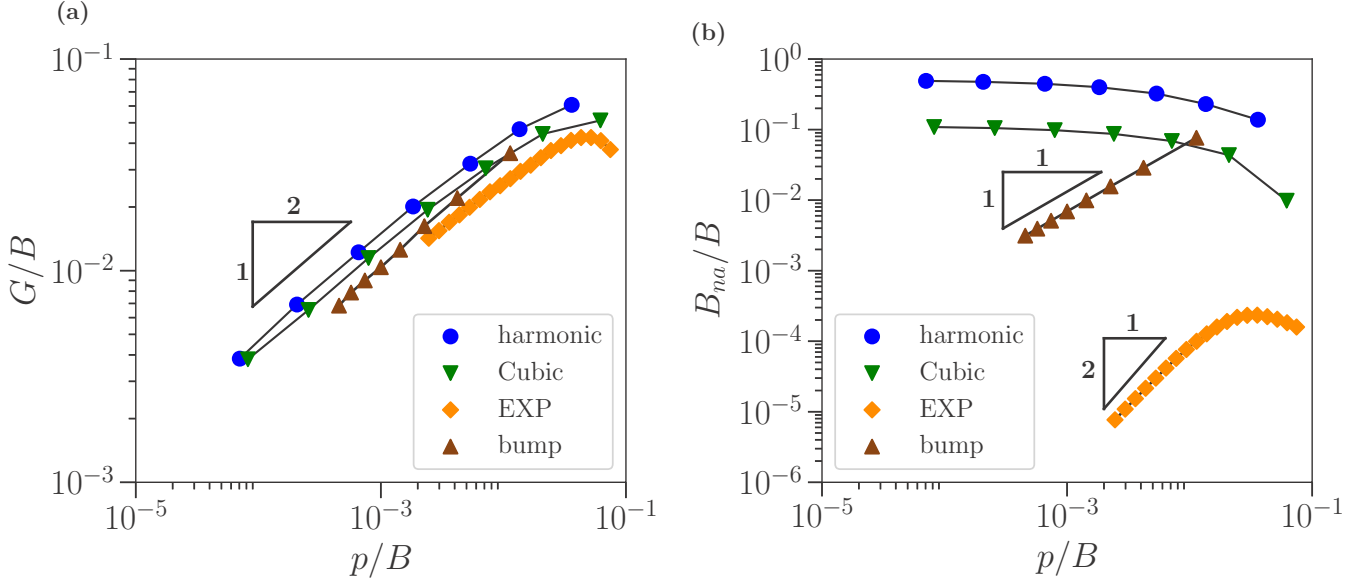 (a)
10^{-1}
10^{-2}
10^{-3}
G/B
2
1
harmonic
Cubic
EXP
bump
10^{-5}
10^{-3}
10^{-1}
p/B
(b)
10^{0}
10^{-1}
10^{-2}
10^{-3}
10^{-4}
10^{-5}
10^{-6}
B_{na}/B
1
1
1
2
harmonic
Cubic
EXP
bump
10^{-5}
10^{-3}
10^{-1}
p/B